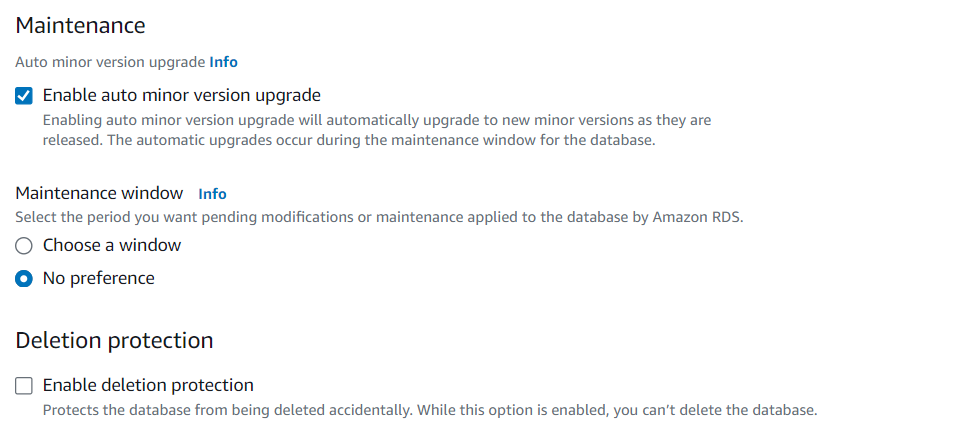 Maintenance
Auto minor version upgrade Info
Enable auto minor version upgrade
Enabling auto minor version upgrade will automatically upgrade to new minor versions as they are
released. The automatic upgrades occur during the maintenance window for the database.
Maintenance window Info
Select the period you want pending modifications or maintenance applied to the database by Amazon RDS.
Choose a window
No preference
Deletion protection
Enable deletion protection
Protects the database from being deleted accidentally. While this option is enabled, you can’t delete the database.